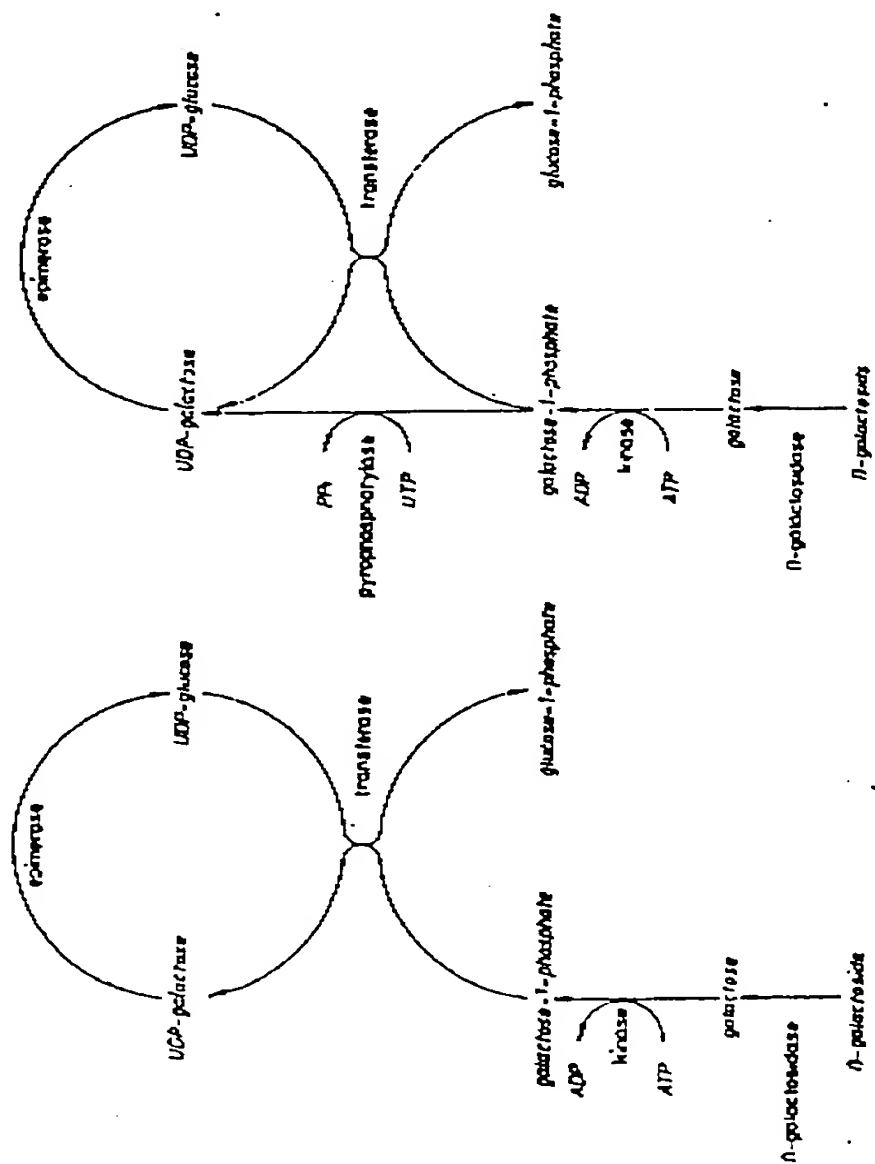 epimerase
UDP-galactose
UDP-glucose
transferase
galactose-1-phosphate
glucose-1-phosphate
ADP
kinase
ATP
galactose
β-galactosidase
β-galactoside
epimerase
UDP-galactose
UDP-glucose
PPi
pyrophosphorylase
UTP
transferase
galactose-1-phosphate
glucose-1-phosphate
ADP
kinase
ATP
galactose
β-galactosidase
β-galactoside